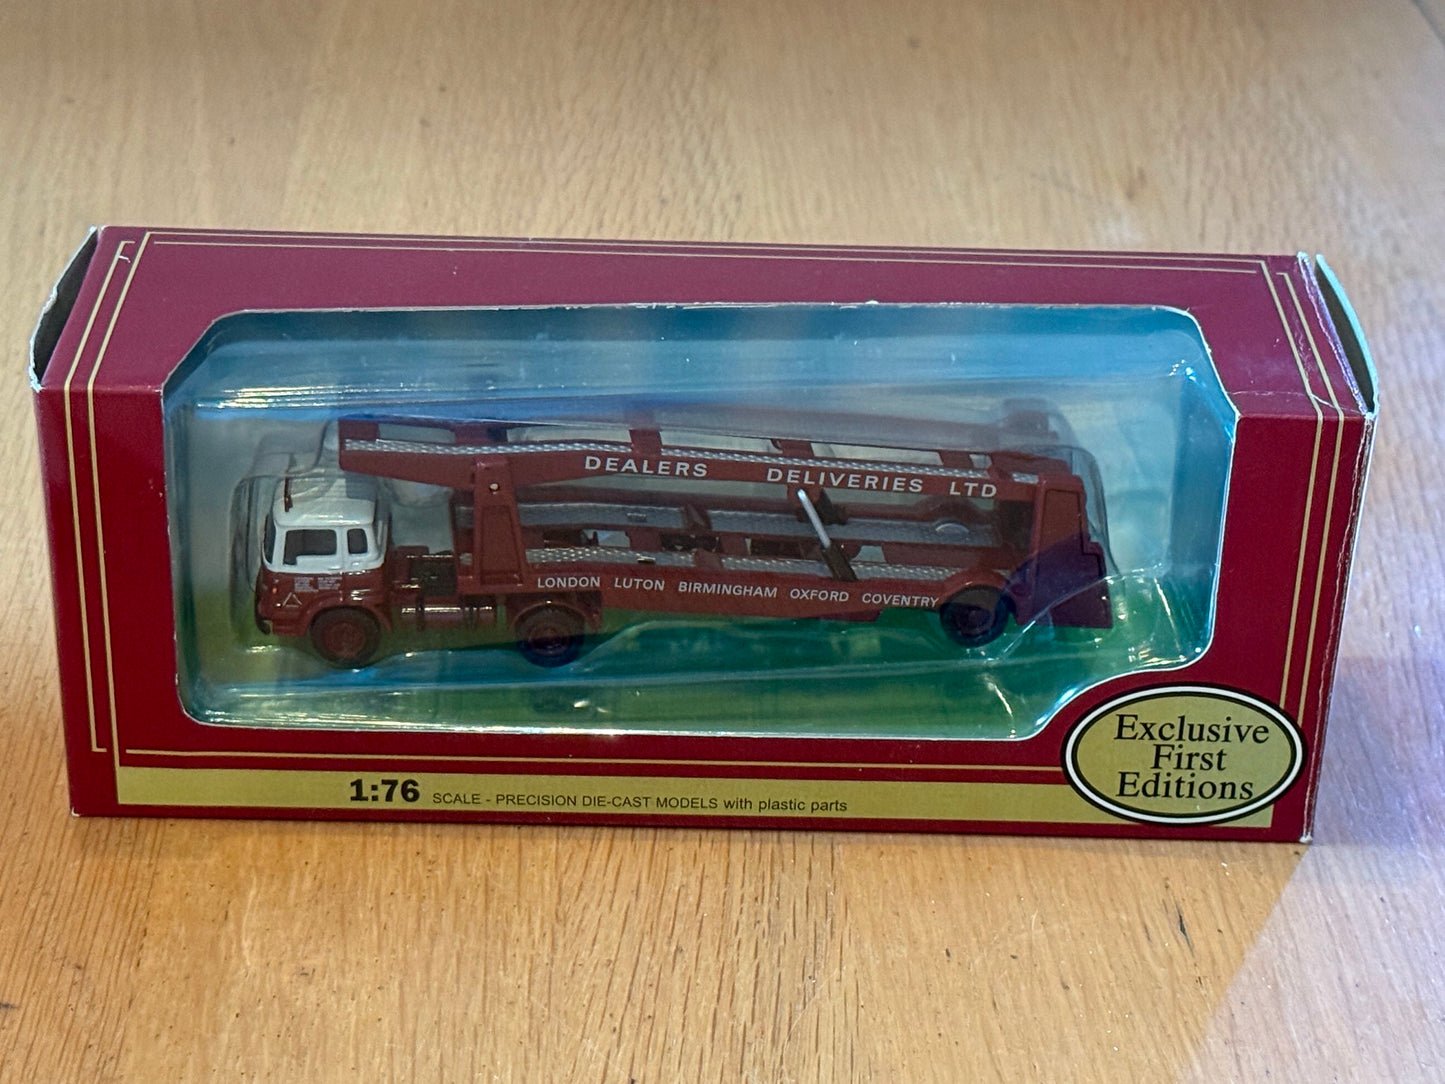 DEALERS DELIVERIES LTD
LONDON LUTON BIRMINGHAM OXFORD COVENTRY
1:76 SCALE - PRECISION DIE-CAST MODELS with plastic parts
Exclusive
First
Editions